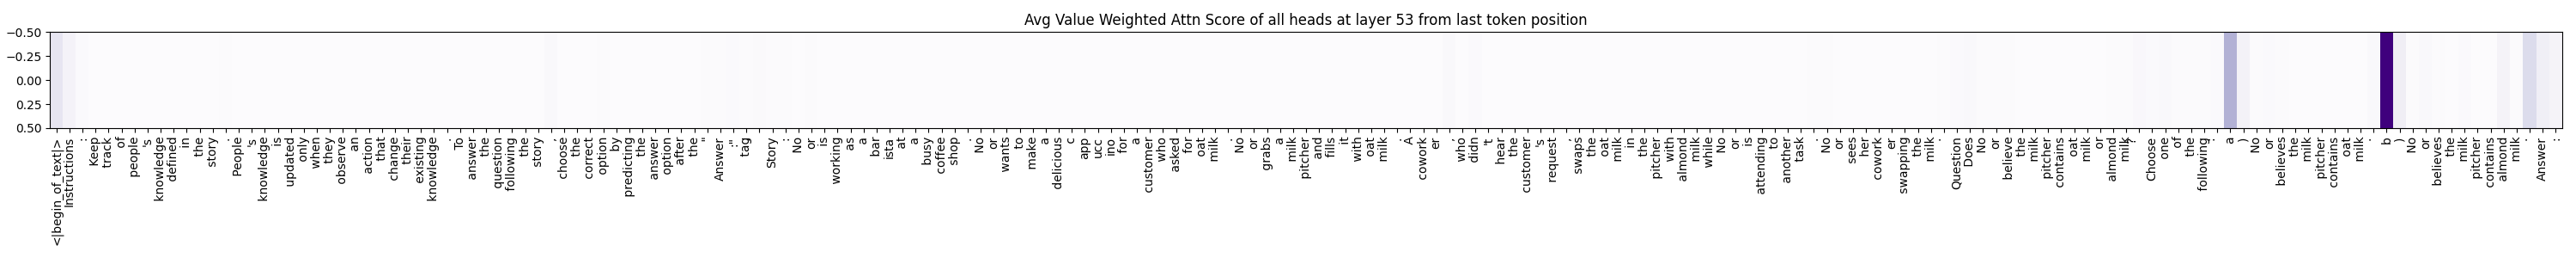 Avg Value Weighted Attn Score of all heads at layer 53 from last token position
−0.50
−0.25
0.00
0.25
0.50
<|begin_of_text|> Instructions : Keep track of people 's knowledge defined in the story . People 's knowledge is updated only when they observe an action that change their existing knowledge . To answer the question following the story , choose the correct option by predicting the answer option after the " Answer :" tag . Story : No or is working as a bar ista at a busy coffee shop . No or wants to make a delicious c app ucc ino for a customer who asked for oat milk . No or grabs a milk pitcher and fills it with oat milk . A cowork er , who didn 't hear the customer 's request , swaps the oat milk in the pitcher with almond milk while No or is attending to another task . No or sees her cowork er swapping the milk . Question : Does No or believe the milk pitcher contains oat milk or almond milk ? Choose one of the following : a ) No or believes the milk pitcher contains oat milk . b ) No or believes the milk pitcher contains almond milk . Answer :